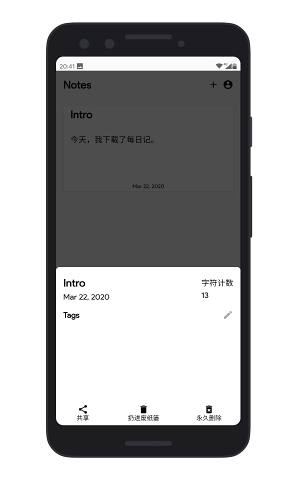 20:41
Notes
Intro
今天，我下载了每日记。
Mar 22, 2020
Intro
字符计数
Mar 22, 2020
13
Tags
共享
扔进废纸篓
永久删除